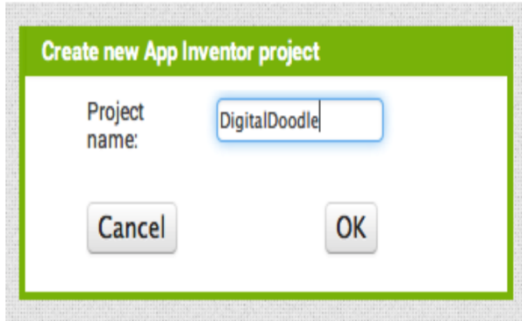 Create new App Inventor project
Project
name:
DigitalDoodle
Cancel
OK